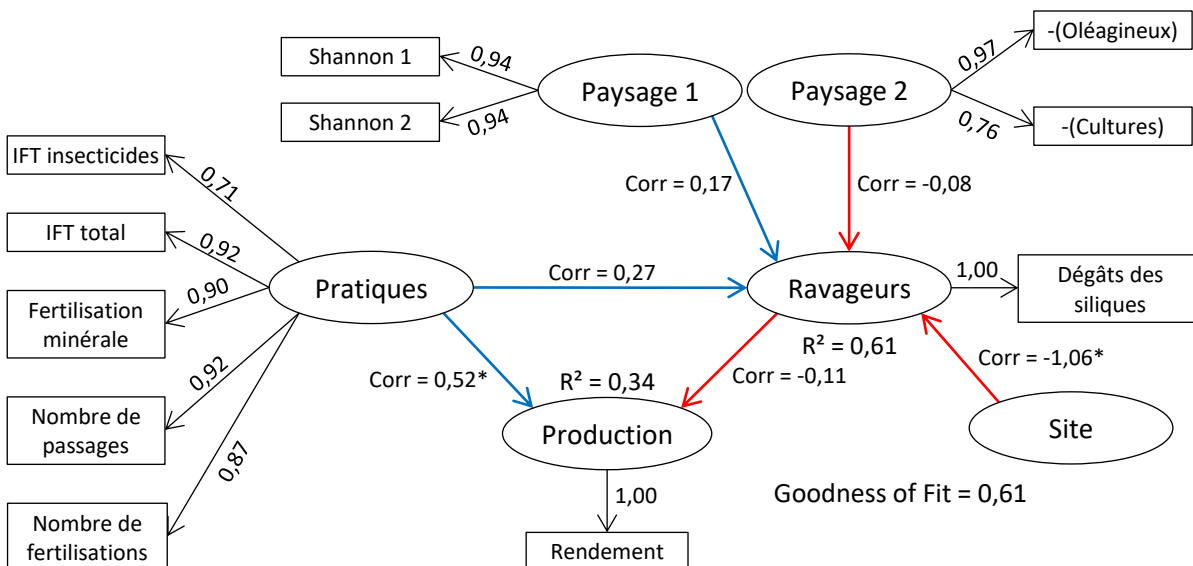 Shannon 1
0,94
Paysage 1
Paysage 2
0,97
-(Oléagineux)
Shannon 2
0,94
0,76
-(Cultures)
IFT insecticides
0,71
Corr = 0,17
Corr = -0,08
IFT total
0,92
Pratiques
Corr = 0,27
Ravageurs
1,00
Dégâts des
siliques
Fertilisation
minérale
0,90
R² = 0,61
Nombre de
passages
0,92
Corr = 0,52*
R² = 0,34
Corr = -0,11
Corr = -1,06*
Production
Site
Nombre de
fertilisations
0,87
1,00
Goodness of Fit = 0,61
Rendement